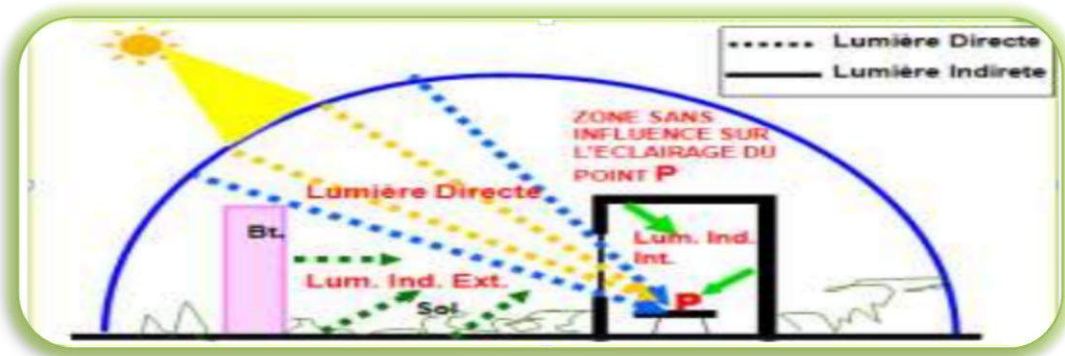 Lumière Directe
Lumière Indirete
ZONE SANS
INFLUENCE SUR
L'ECLAIRAGE DU
POINT P
Lumière Directe
Bt.
Lum. Ind.
Int.
Lum. Ind. Ext.
Sol
P